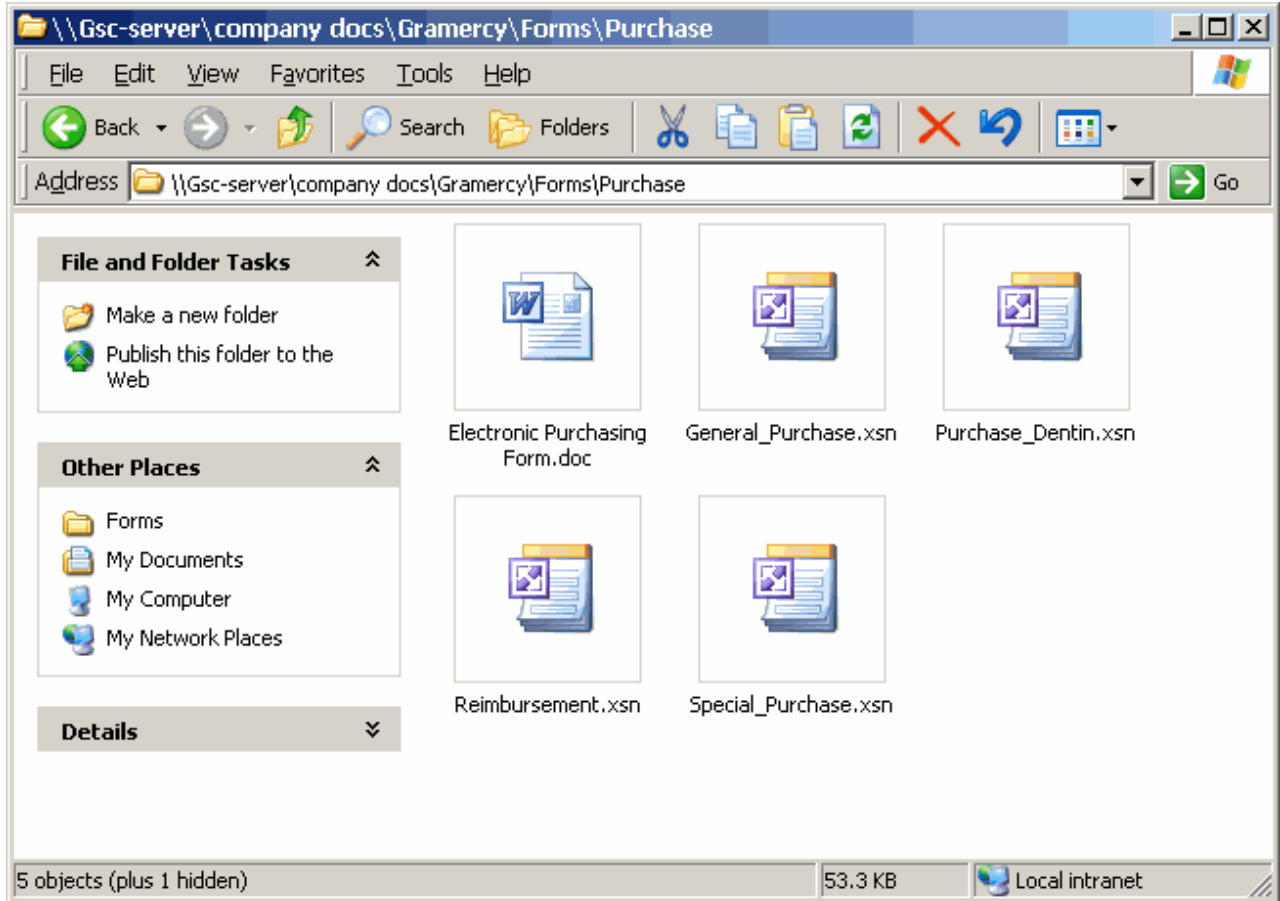 \\Gsc-server\company docs\Gramercy\Forms\Purchase
File Edit View Favorites Tools Help
Back Search Folders
Address \\Gsc-server\company docs\Gramercy\Forms\Purchase Go
File and Folder Tasks
Make a new folder
Publish this folder to the
Web
Other Places
Forms
My Documents
My Computer
My Network Places
Details
Electronic Purchasing
Form.doc
General_Purchase.xsn
Purchase_Dentin.xsn
Reimbursement.xsn
Special_Purchase.xsn
5 objects (plus 1 hidden) 53.3 KB Local intranet